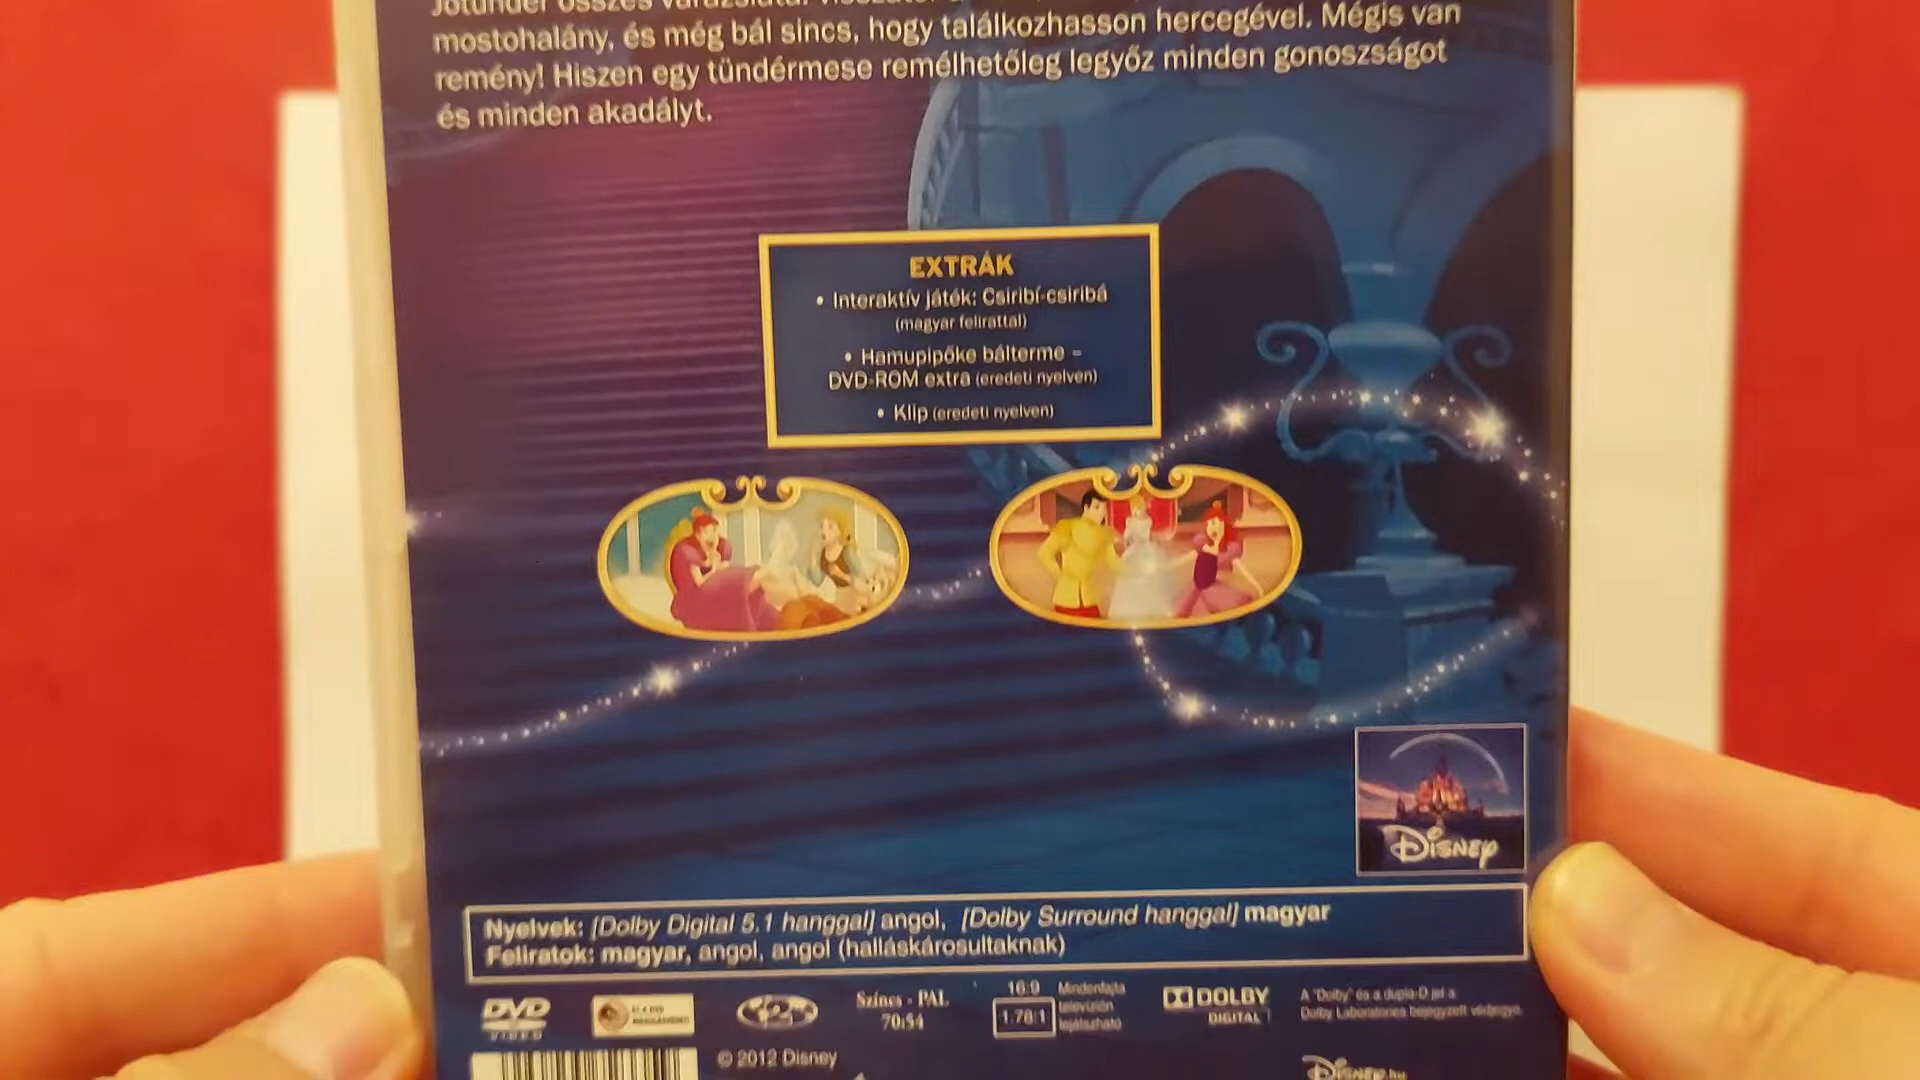 mostohalány, és még bál sincs, hogy találkozhasson hercegével. Mégis van
remény! Hiszen egy tündérmese remélhetőleg legyőz minden gonoszságot
és minden akadályt.
EXTRÁK
• Interaktív játék: Csiribí-csiribá
(magyar felirattal)
• Hamupipőke bálterme –
DVD-ROM extra (eredeti nyelven)
• Klip (eredeti nyelven)
Disney
Nyelvek: [Dolby Digital 5.1 hanggal] angol, [Dolby Surround hanggal] magyar
Feliratok: magyar, angol, angol (halláskárosultaknak)
DVD
VIDEO
2
Színes - PAL
70:54
16:9
1.78:1
Mindenfajta
televízión
lejátszható
DOLBY
DIGITAL
A "Dolby" és a dupla-D jel a
Dolby Laboratories bejegyzett védjegye.
© 2012 Disney
Disney.hu